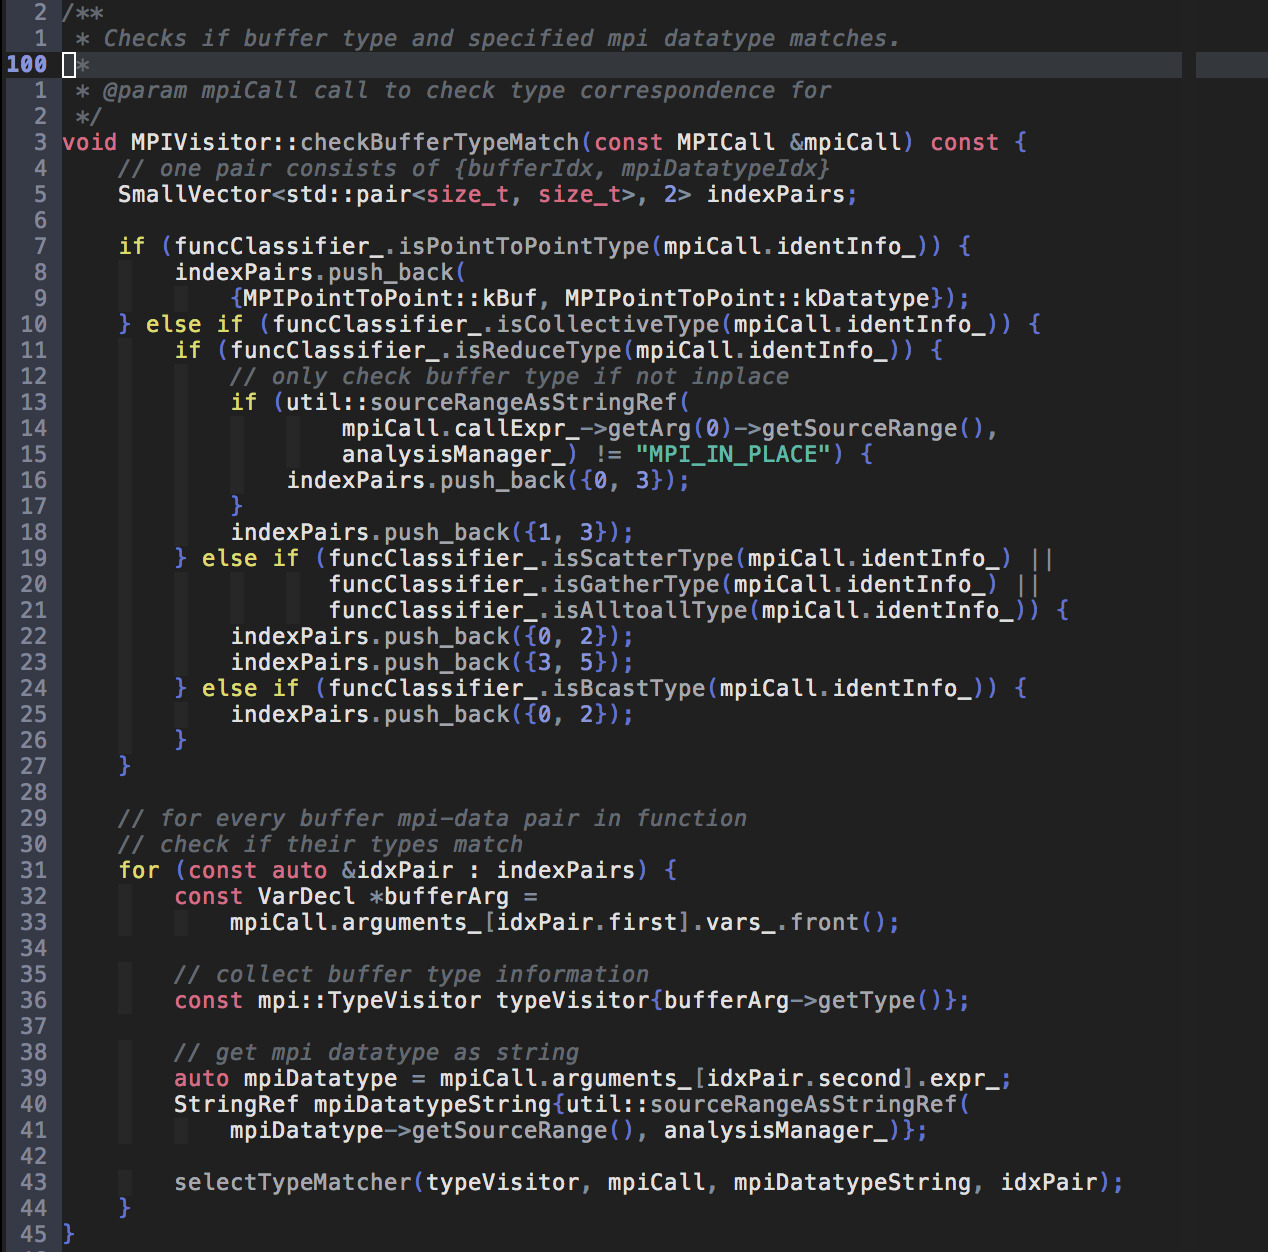 2 /**
1  * Checks if buffer type and specified mpi datatype matches.
100  *
1  * @param mpiCall call to check type correspondence for
2  */
3 void MPIVisitor::checkBufferTypeMatch(const MPICall &mpiCall) const {
4     // one pair consists of {bufferIdx, mpiDatatypeIdx}
5     SmallVector<std::pair<size_t, size_t>, 2> indexPairs;
6
7     if (funcClassifier_.isPointToPointType(mpiCall.identInfo_)) {
8         indexPairs.push_back(
9             {MPIPointToPoint::kBuf, MPIPointToPoint::kDatatype});
10     } else if (funcClassifier_.isCollectiveType(mpiCall.identInfo_)) {
11         if (funcClassifier_.isReduceType(mpiCall.identInfo_)) {
12             // only check buffer type if not inplace
13             if (util::sourceRangeAsStringRef(
14                     mpiCall.callExpr_->getArg(0)->getSourceRange(),
15                     analysisManager_) != "MPI_IN_PLACE") {
16                 indexPairs.push_back({0, 3});
17             }
18             indexPairs.push_back({1, 3});
19         } else if (funcClassifier_.isScatterType(mpiCall.identInfo_) ||
20                    funcClassifier_.isGatherType(mpiCall.identInfo_) ||
21                    funcClassifier_.isAlltoallType(mpiCall.identInfo_)) {
22             indexPairs.push_back({0, 2});
23             indexPairs.push_back({3, 5});
24         } else if (funcClassifier_.isBcastType(mpiCall.identInfo_)) {
25             indexPairs.push_back({0, 2});
26         }
27     }
28
29     // for every buffer mpi-data pair in function
30     // check if their types match
31     for (const auto &idxPair : indexPairs) {
32         const VarDecl *bufferArg =
33             mpiCall.arguments_[idxPair.first].vars_.front();
34
35         // collect buffer type information
36         const mpi::TypeVisitor typeVisitor{bufferArg->getType()};
37
38         // get mpi datatype as string
39         auto mpiDatatype = mpiCall.arguments_[idxPair.second].expr_;
40         StringRef mpiDatatypeString{util::sourceRangeAsStringRef(
41             mpiDatatype->getSourceRange(), analysisManager_)};
42
43         selectTypeMatcher(typeVisitor, mpiCall, mpiDatatypeString, idxPair);
44     }
45 }